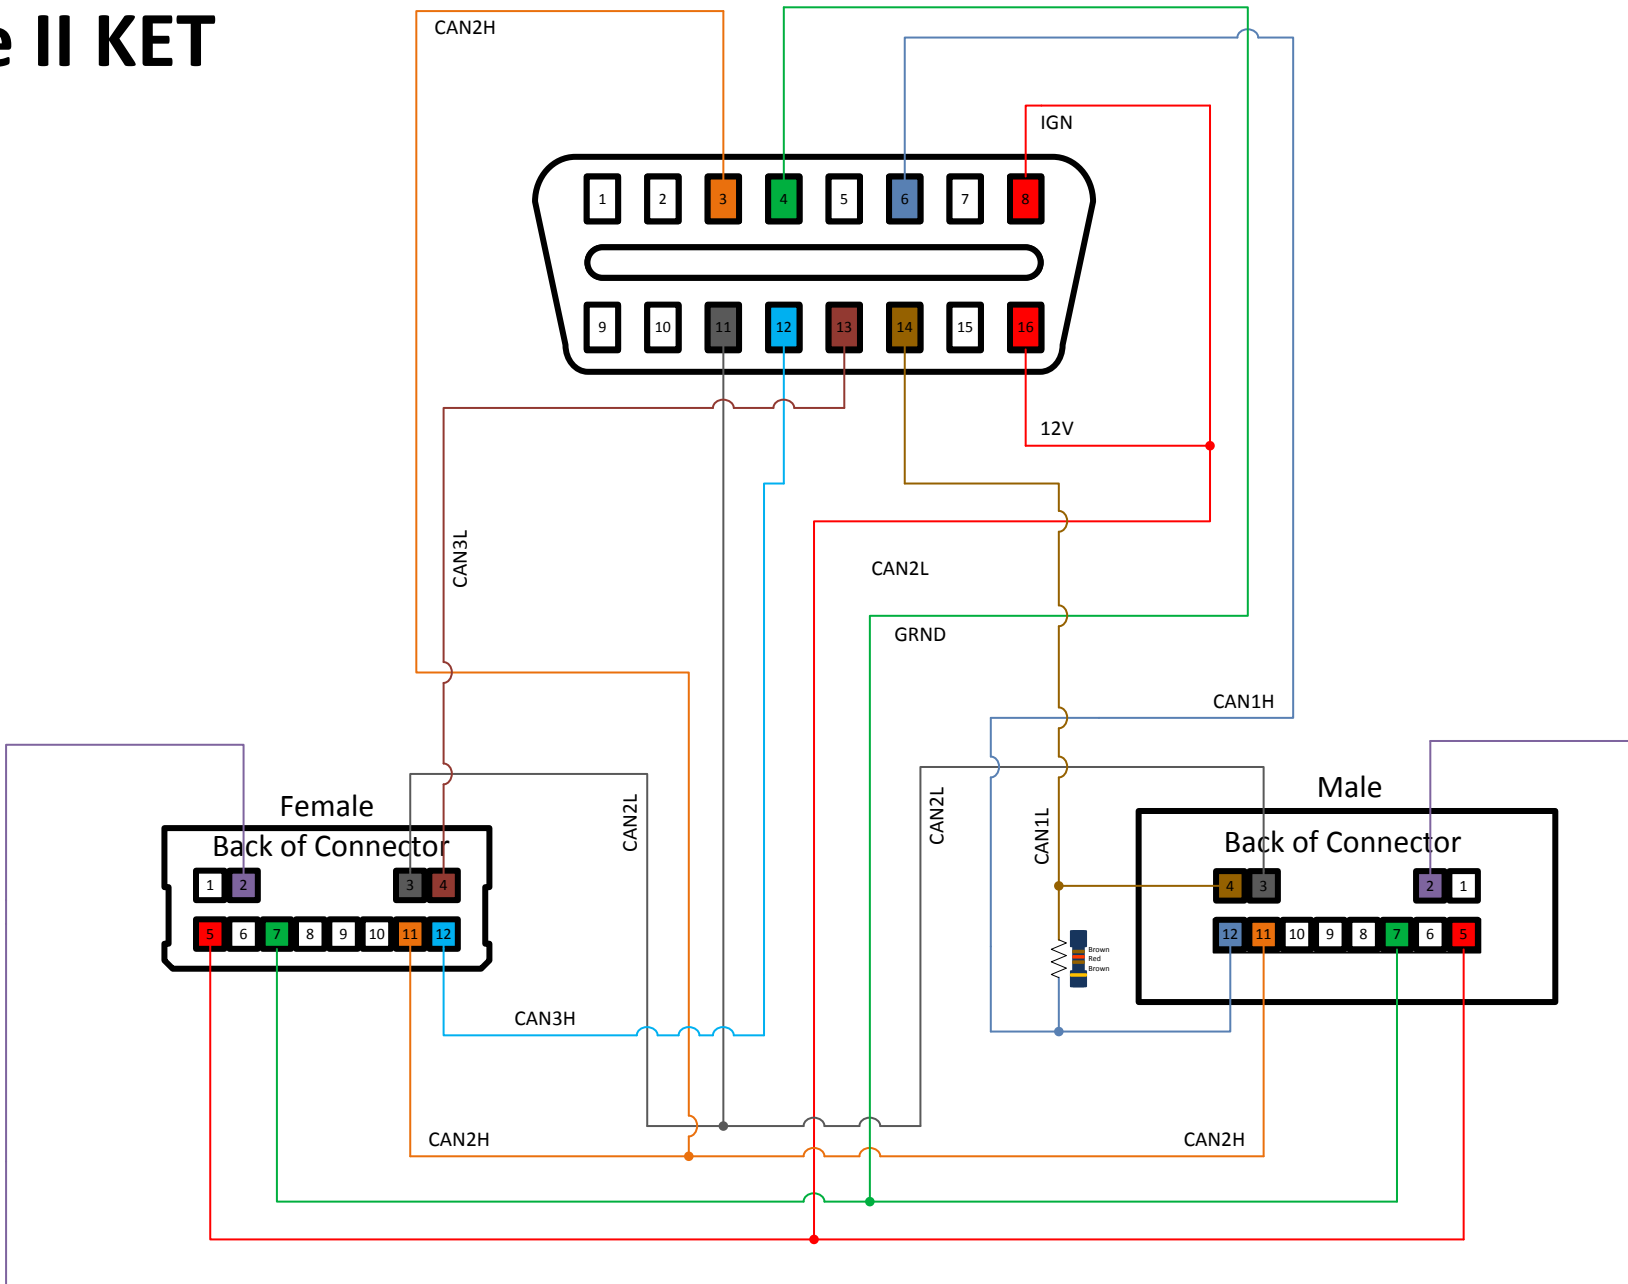 e II KET
CAN2H
IGN
1 2 3 4 5 6 7 8
9 10 11 12 13 14 15 16
12V
CAN3L
CAN2L
GRND
CAN1H
Female
Back of Connector
1 2 3 4
5 6 7 8 9 10 11 12
CAN2L
CAN2L
CAN1L
Male
Back of Connector
4 3 2 1
12 11 10 9 8 7 6 5
Brown
Red
Brown
CAN3H
CAN2H
CAN2H